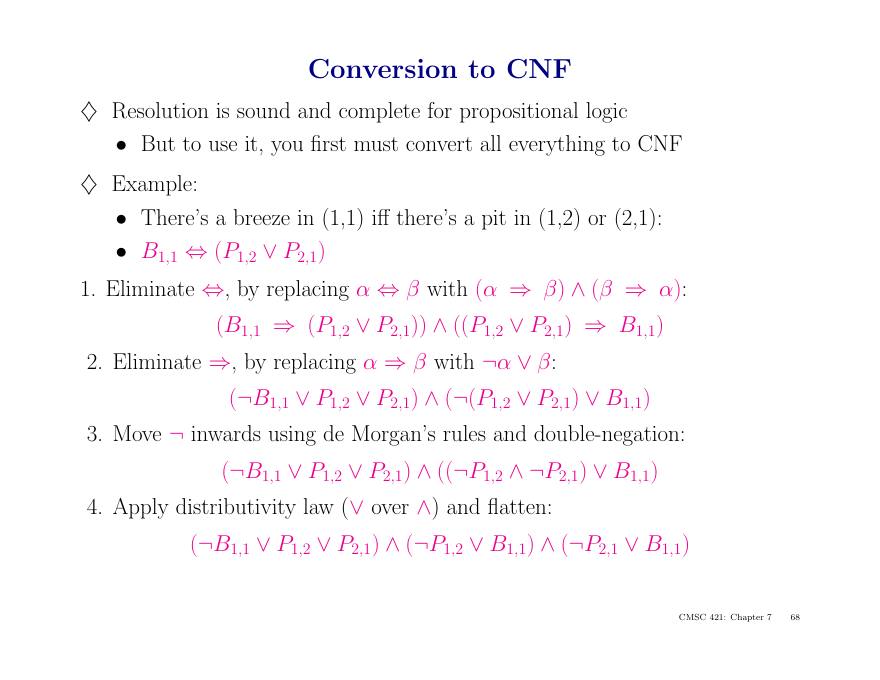 Conversion to CNF
♢ Resolution is sound and complete for propositional logic
• But to use it, you first must convert all everything to CNF
♢ Example:
• There's a breeze in (1,1) iff there's a pit in (1,2) or (2,1):
• B₁,₁ ⇔ (P₁,₂ ∨ P₂,₁)
1. Eliminate ⇔, by replacing α ⇔ β with (α ⇒ β) ∧ (β ⇒ α):
(B₁,₁ ⇒ (P₁,₂ ∨ P₂,₁)) ∧ ((P₁,₂ ∨ P₂,₁) ⇒ B₁,₁)
2. Eliminate ⇒, by replacing α ⇒ β with ¬α ∨ β:
(¬B₁,₁ ∨ P₁,₂ ∨ P₂,₁) ∧ (¬(P₁,₂ ∨ P₂,₁) ∨ B₁,₁)
3. Move ¬ inwards using de Morgan's rules and double-negation:
(¬B₁,₁ ∨ P₁,₂ ∨ P₂,₁) ∧ ((¬P₁,₂ ∧ ¬P₂,₁) ∨ B₁,₁)
4. Apply distributivity law (∨ over ∧) and flatten:
(¬B₁,₁ ∨ P₁,₂ ∨ P₂,₁) ∧ (¬P₁,₂ ∨ B₁,₁) ∧ (¬P₂,₁ ∨ B₁,₁)
CMSC 421: Chapter 7 68